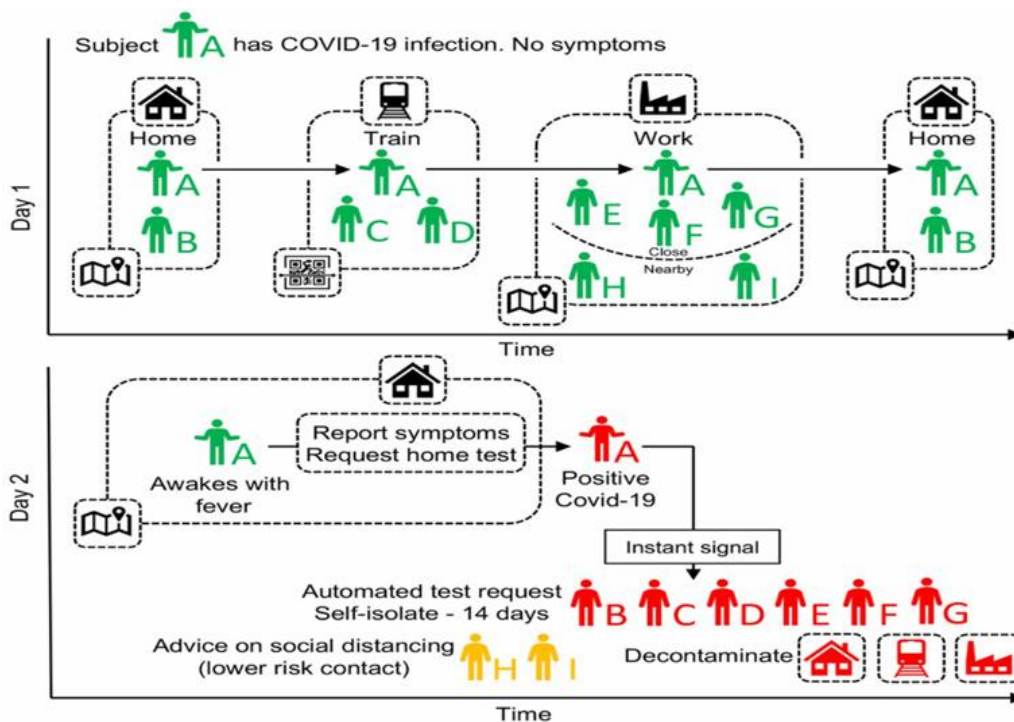 Subject A has COVID-19 infection. No symptoms
Home
Train
Work
Home
A
A
A
A
B
C
D
E
F
G
B
Close
Nearby
H
I
Day 1
Time
Report symptoms
Request home test
A
A
Awakes with
fever
Positive
Covid-19
Day 2
Instant signal
Automated test request
Self-isolate - 14 days
B C D E F G
Advice on social distancing
(lower risk contact)
H I
Decontaminate
Time